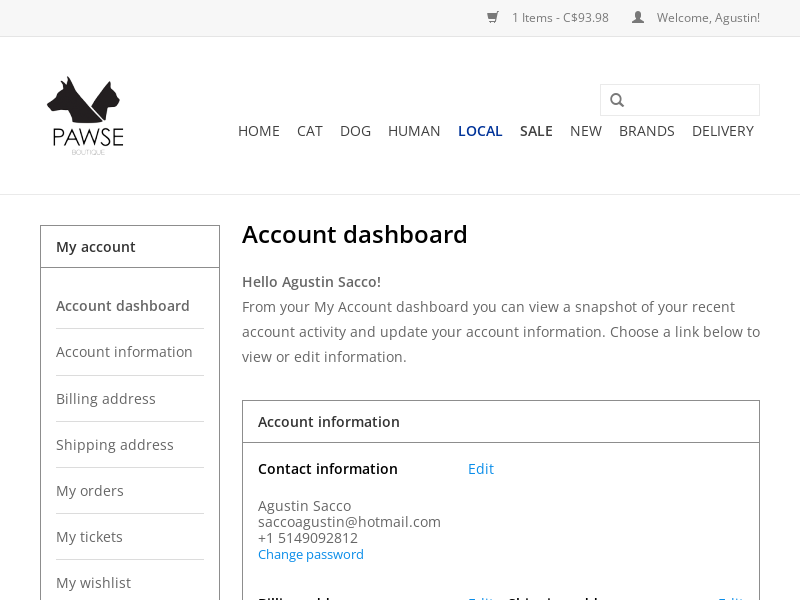 1 Items - C$93.98
Welcome, Agustin!
PAWSE
BOUTIQUE
HOME CAT DOG HUMAN LOCAL SALE NEW BRANDS DELIVERY
My account
Account dashboard
Account information
Billing address
Shipping address
My orders
My tickets
My wishlist
Account dashboard
Hello Agustin Sacco!
From your My Account dashboard you can view a snapshot of your recent
account activity and update your account information. Choose a link below to
view or edit information.
Account information
Contact information Edit
Agustin Sacco
saccoagustin@hotmail.com
+1 5149092812
Change password